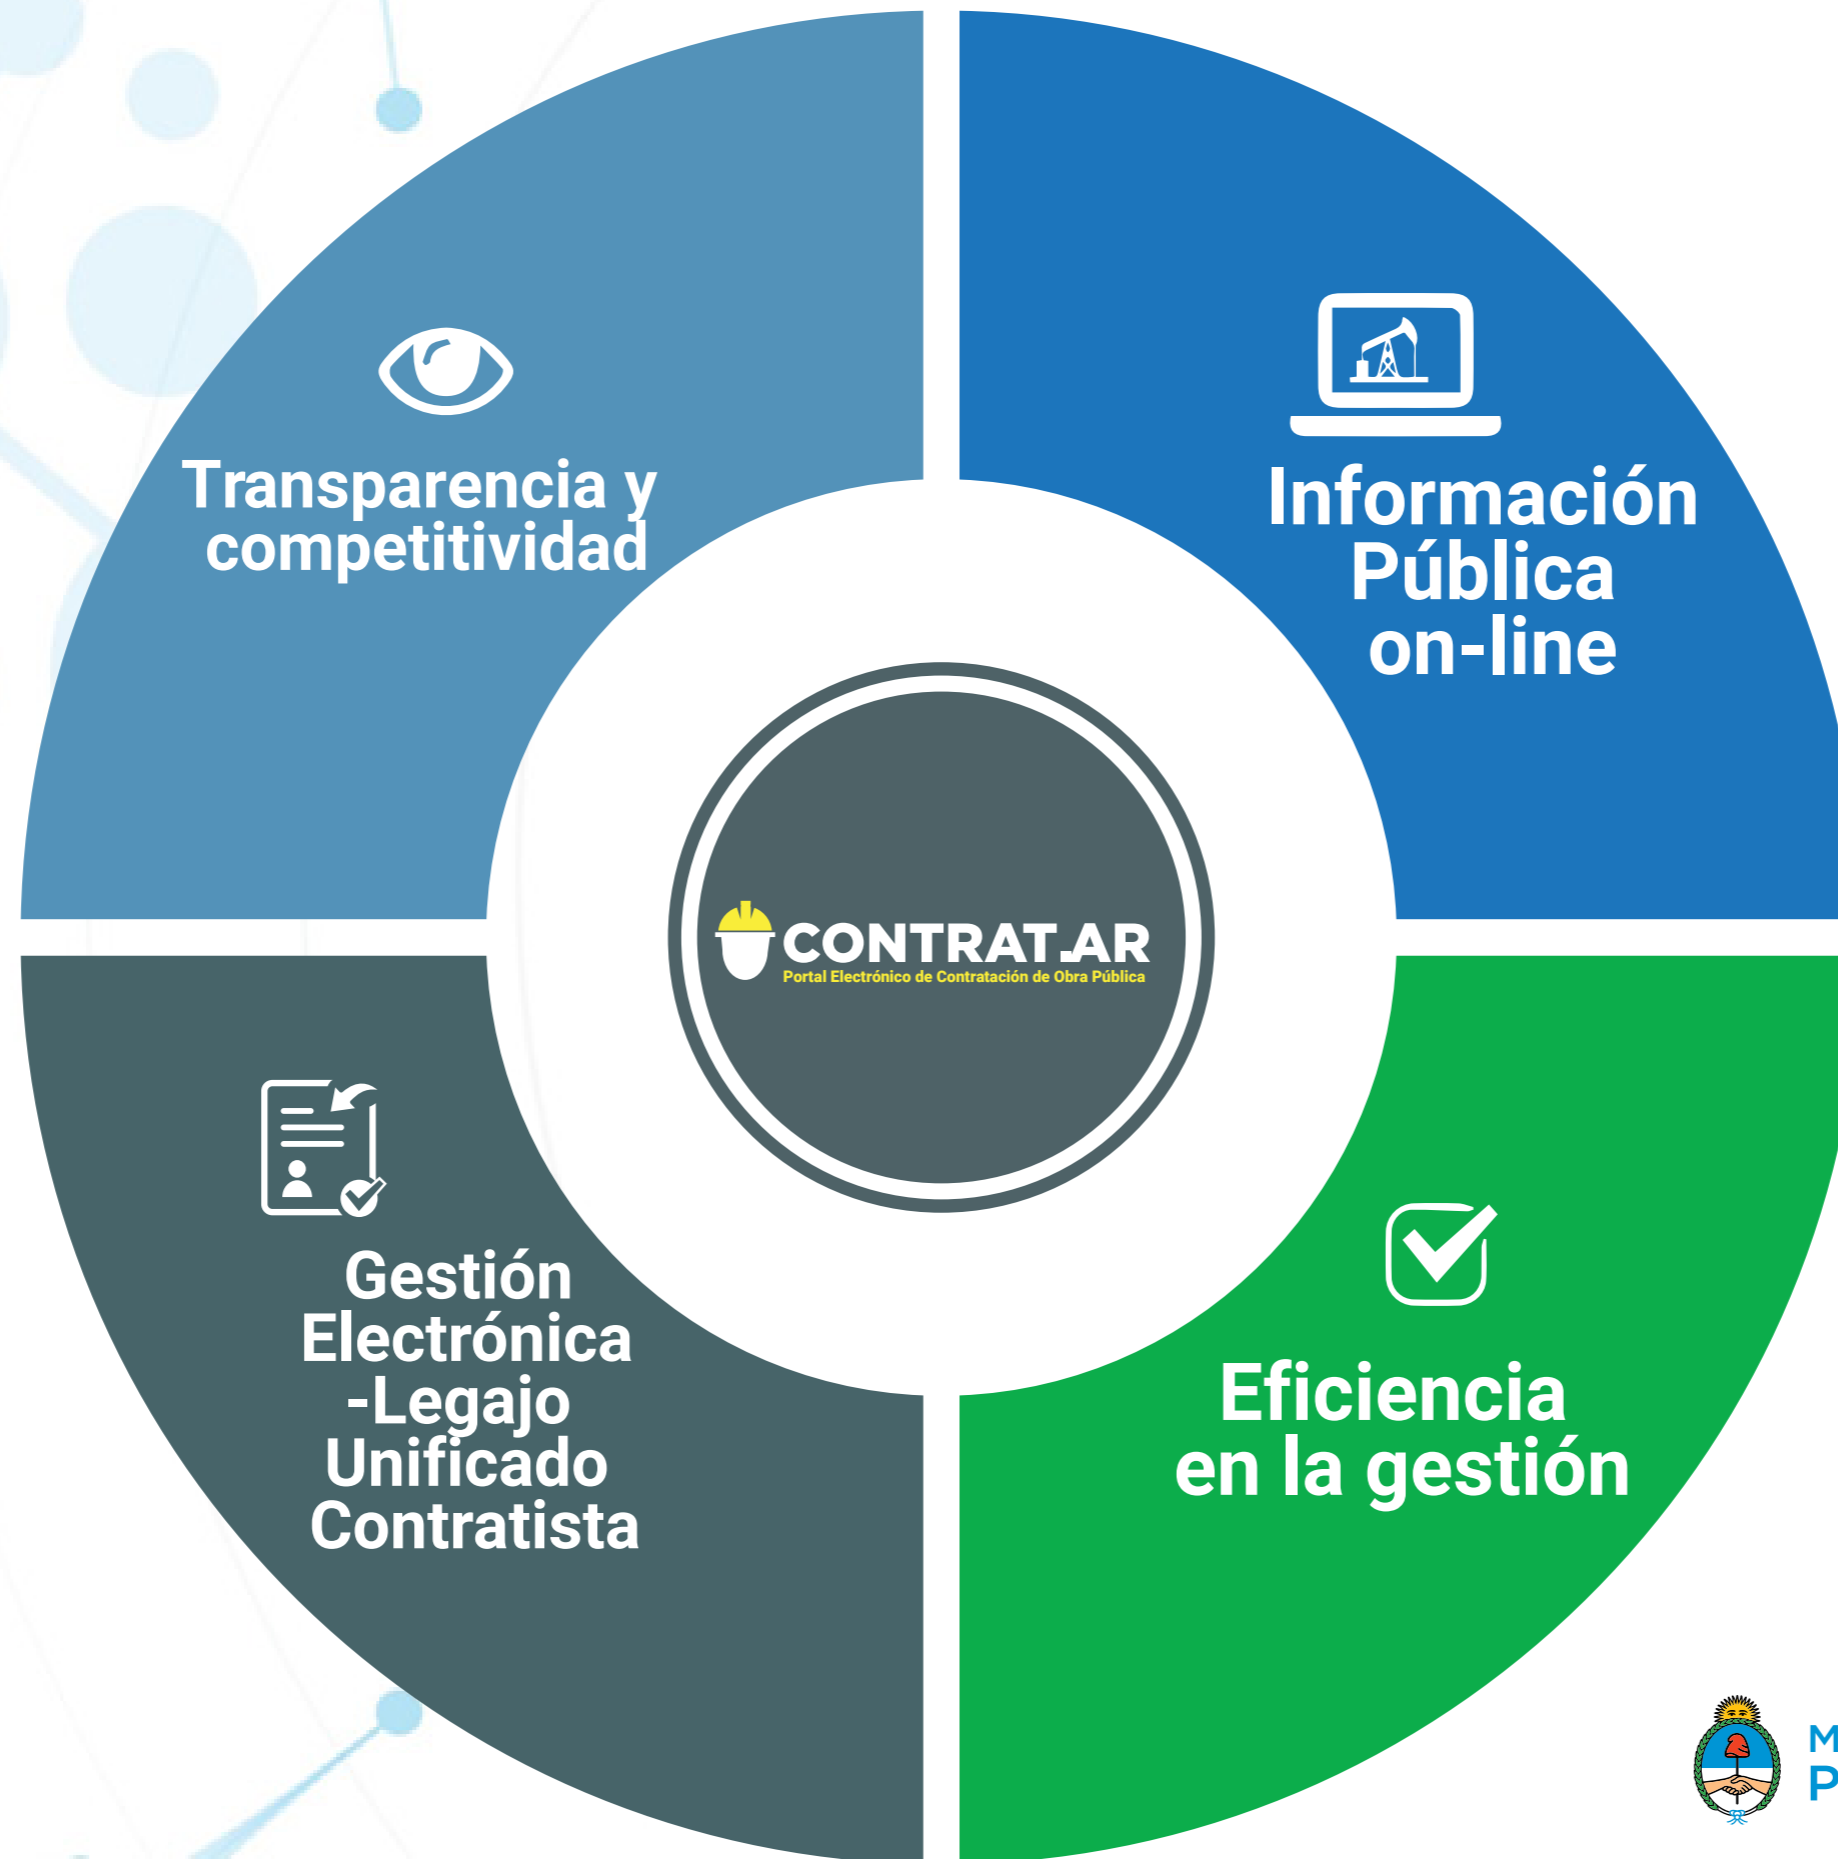 Transparencia y
competitividad
Información
Pública
on-line
CONTRAT.AR
Portal Electrónico de Contratación de Obra Pública
Gestión
Electrónica
-Legajo
Unificado
Contratista
Eficiencia
en la gestión